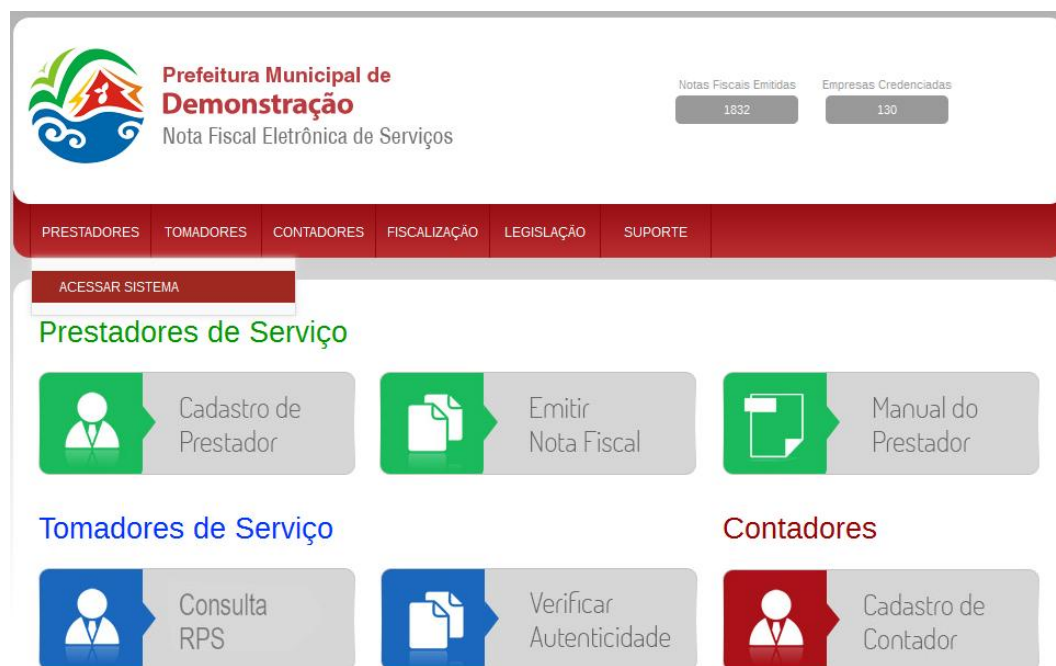 Prefeitura Municipal de
Demonstração
Nota Fiscal Eletrônica de Serviços
Notas Fiscais Emitidas
1832
Empresas Credenciadas
130
PRESTADORES
TOMADORES
CONTADORES
FISCALIZAÇÃO
LEGISLAÇÃO
SUPORTE
ACESSAR SISTEMA
Prestadores de Serviço
Cadastro de
Prestador
Emitir
Nota Fiscal
Manual do
Prestador
Tomadores de Serviço
Contadores
Consulta
RPS
Verificar
Autenticidade
Cadastro de
Contador